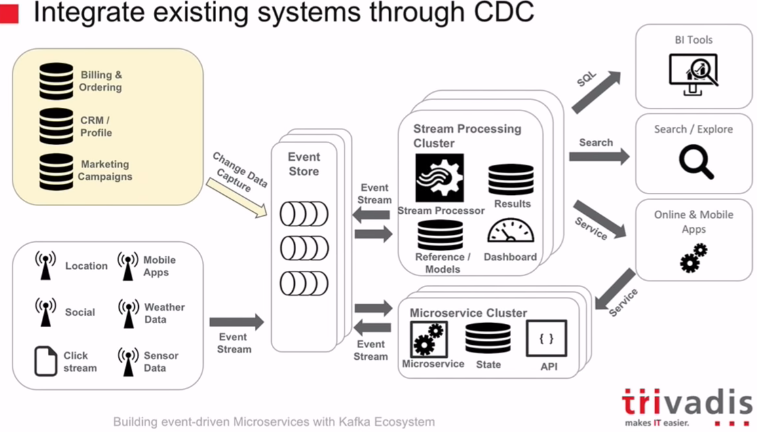 Integrate existing systems through CDC
Billing &
Ordering
CRM /
Profile
Marketing
Campaigns
Change Data
Capture
Location
Mobile
Apps
Social
Weather
Data
Click
stream
Sensor
Data
Event
Stream
Event
Store
Event
Stream
Event
Stream
Stream Processing
Cluster
Stream Processor
Results
Reference /
Models
Dashboard
Microservice Cluster
Microservice
State
{ }
API
SQL
Search
Service
Service
BI Tools
Search / Explore
Online & Mobile
Apps
Building event-driven Microservices with Kafka Ecosystem
trivadis
makes IT easier.